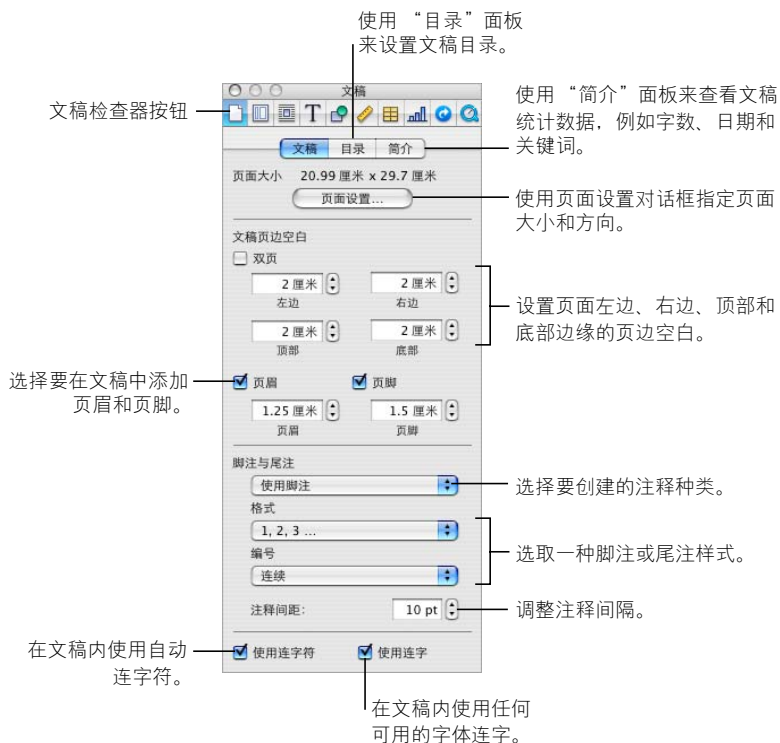 使用 “目录” 面板
来设置文稿目录。
文稿
文稿检查器按钮
使用 “简介” 面板来查看文稿
统计数据，例如字数、日期和
关键词。
文稿 目录 简介
页面大小 20.99 厘米 x 29.7 厘米
页面设置...
使用页面设置对话框指定页面
大小和方向。
文稿页边空白
双页
2 厘米 2 厘米
左边 右边
2 厘米 2 厘米
顶部 底部
设置页面左边、右边、顶部和
底部边缘的页边空白。
选择要在文稿中添加
页眉和页脚。
页眉 页脚
1.25 厘米 1.5 厘米
页眉 页脚
脚注与尾注
使用脚注
选择要创建的注释种类。
格式
1, 2, 3 ...
编号
连续
选取一种脚注或尾注样式。
注释间距： 10 pt
调整注释间隔。
在文稿内使用自动
连字符。
使用连字符 使用连字
在文稿内使用任何
可用的字体连字。